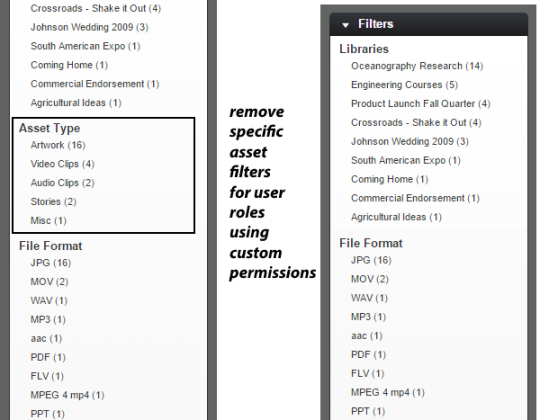 Crossroads - Shake it Out (4)
Johnson Wedding 2009 (3)
South American Expo (1)
Coming Home (1)
Commercial Endorsement (1)
Agricultural Ideas (1)
Asset Type
Artwork (16)
Video Clips (4)
Audio Clips (2)
Stories (2)
Misc (1)
File Format
JPG (16)
MOV (2)
WAV (1)
MP3 (1)
aac (1)
PDF (1)
FLV (1)
MPEG 4 mp4 (1)
PPT (1)
remove
specific
asset
filters
for user
roles
using
custom
permissions
Filters
Libraries
Oceanography Research (14)
Engineering Courses (5)
Product Launch Fall Quarter (4)
Crossroads - Shake it Out (4)
Johnson Wedding 2009 (3)
South American Expo (1)
Coming Home (1)
Commercial Endorsement (1)
Agricultural Ideas (1)
File Format
JPG (16)
MOV (2)
WAV (1)
MP3 (1)
aac (1)
PDF (1)
FLV (1)
MPEG 4 mp4 (1)
PPT (1)